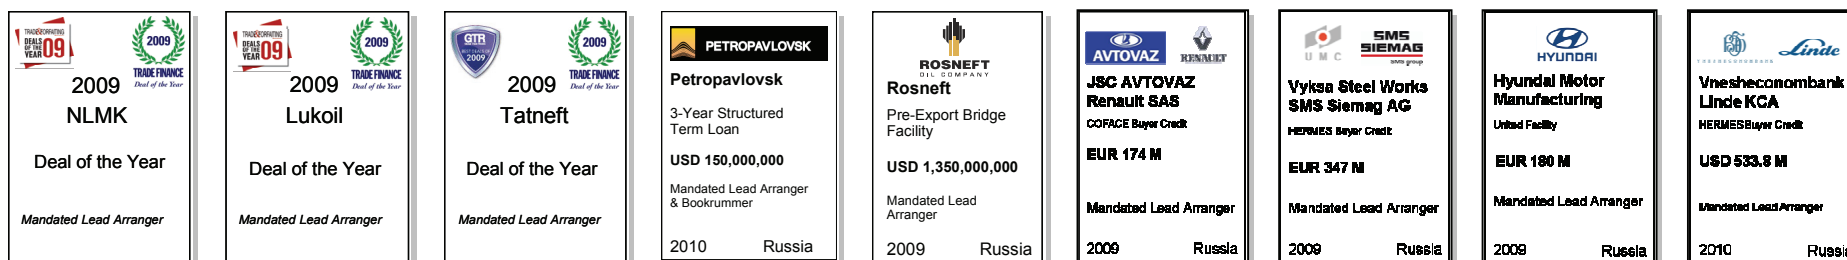 TRADE&FORFAITING
DEALS
OF THE
YEAR 09
2009
TRADE FINANCE
Deal of the Year
2009
NLMK
Deal of the Year
Mandated Lead Arranger
TRADE&FORFAITING
DEALS
OF THE
YEAR 09
2009
TRADE FINANCE
Deal of the Year
2009
Lukoil
Deal of the Year
Mandated Lead Arranger
GTR
2009
2009
TRADE FINANCE
Deal of the Year
2009
Tatneft
Deal of the Year
Mandated Lead Arranger
PETROPAVLOVSK
Petropavlovsk
3-Year Structured
Term Loan
USD 150,000,000
Mandated Lead Arranger
& Bookrummer
2010 Russia
ROSNEFT
OIL COMPANY
Rosneft
Pre-Export Bridge
Facility
USD 1,350,000,000
Mandated Lead
Arranger
2009 Russia
AVTOVAZ
RENAULT
JSC AVTOVAZ
Renault SAS
COFACE Buyer Credit
EUR 174 M
Mandated Lead Arranger
2009 Russia
UMC
SMS
SIEMAG
SMS group
Vyksa Steel Works
SMS Siemag AG
HERMES Buyer Credit
EUR 347 M
Mandated Lead Arranger
2009 Russia
HYUNDAI
Hyundai Motor
Manufacturing
United Facility
EUR 180 M
Mandated Lead Arranger
2009 Russia
VNESHECONOMBANK
Linde
Vnesheconombank
Linde KCA
HERMES Buyer Credit
USD 533.8 M
Mandated Lead Arranger
2010 Russia